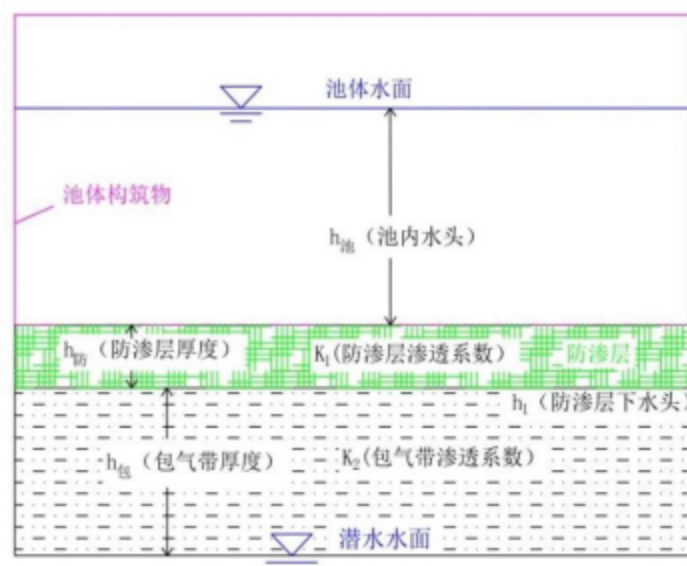 池体水面
池体构筑物
h池（池内水头）
h防（防渗层厚度） K₁(防渗层渗透系数) 防渗层
h₁（防渗层下水头）
h包（包气带厚度） K₂(包气带渗透系数)
潜水水面